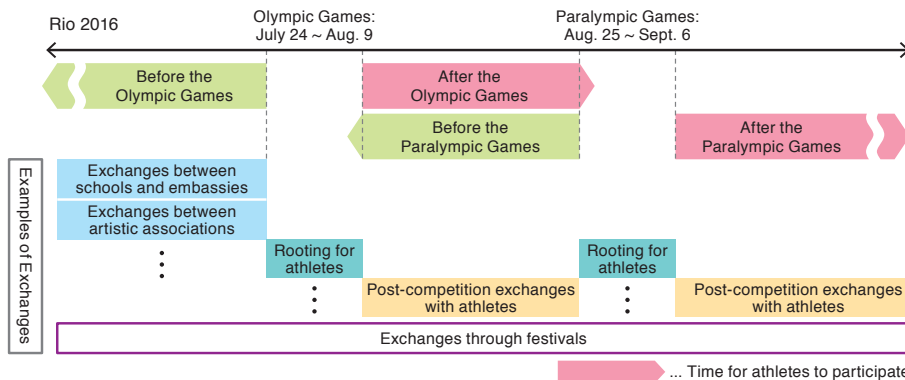 Rio 2016
Olympic Games:
July 24 ~ Aug. 9
Paralympic Games:
Aug. 25 ~ Sept. 6
Before the
Olympic Games
After the
Olympic Games
Before the
Paralympic Games
After the
Paralympic Games
Examples of Exchanges
Exchanges between
schools and embassies
Exchanges between
artistic associations
Rooting for
athletes
Rooting for
athletes
Post-competition exchanges
with athletes
Post-competition exchanges
with athletes
Exchanges through festivals
... Time for athletes to participate